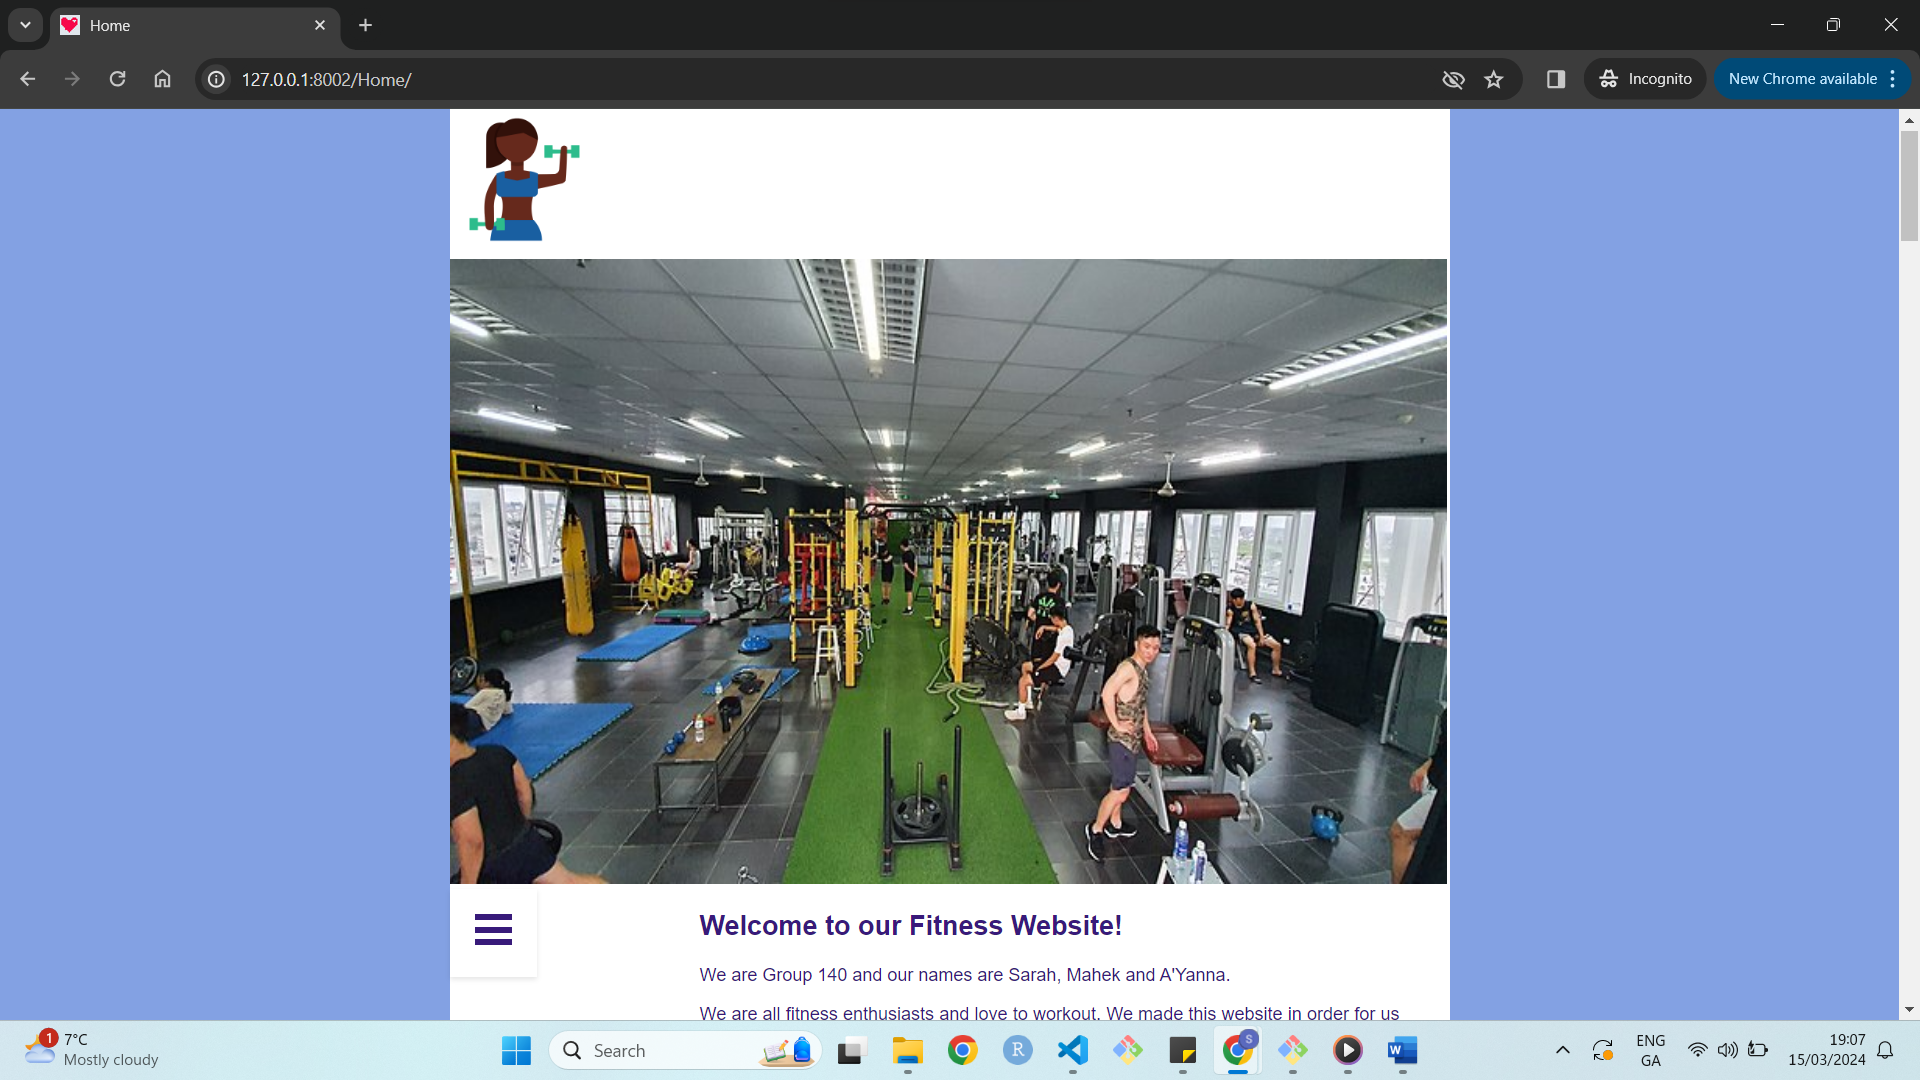 Home
127.0.0.1:8002/Home/
Incognito
New Chrome available
Welcome to our Fitness Website!
We are Group 140 and our names are Sarah, Mahek and A'Yanna.
We are all fitness enthusiasts and love to workout. We made this website in order for us
1
7°C
Mostly cloudy
Search
R
S
W
ENG
GA
19:07
15/03/2024